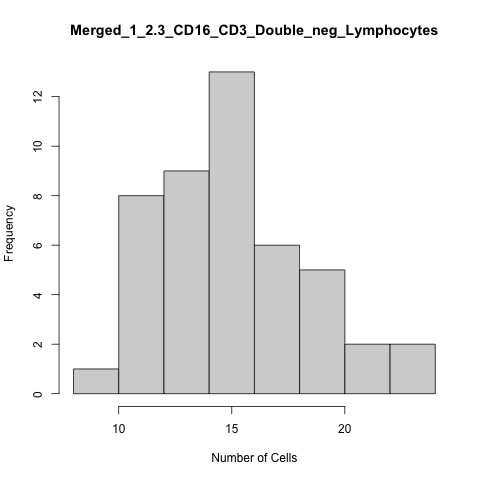 Merged_1_2.3_CD16_CD3_Double_neg_Lymphocytes
Frequency
12
10
8
6
4
2
0
10 15 20
Number of Cells